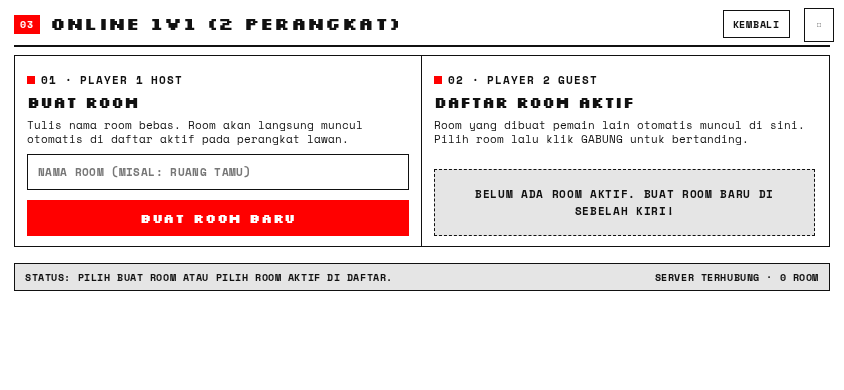 03 ONLINE 1V1 (2 PERANGKAT)
KEMBALI
01 · PLAYER 1 HOST
BUAT ROOM
Tulis nama room bebas. Room akan langsung muncul
otomatis di daftar aktif pada perangkat lawan.
NAMA ROOM (MISAL: RUANG TAMU)
BUAT ROOM BARU
02 · PLAYER 2 GUEST
DAFTAR ROOM AKTIF
Room yang dibuat pemain lain otomatis muncul di sini.
Pilih room lalu klik GABUNG untuk bertanding.
BELUM ADA ROOM AKTIF. BUAT ROOM BARU DI
SEBELAH KIRI!
STATUS: PILIH BUAT ROOM ATAU PILIH ROOM AKTIF DI DAFTAR.
SERVER TERHUBUNG · 0 ROOM